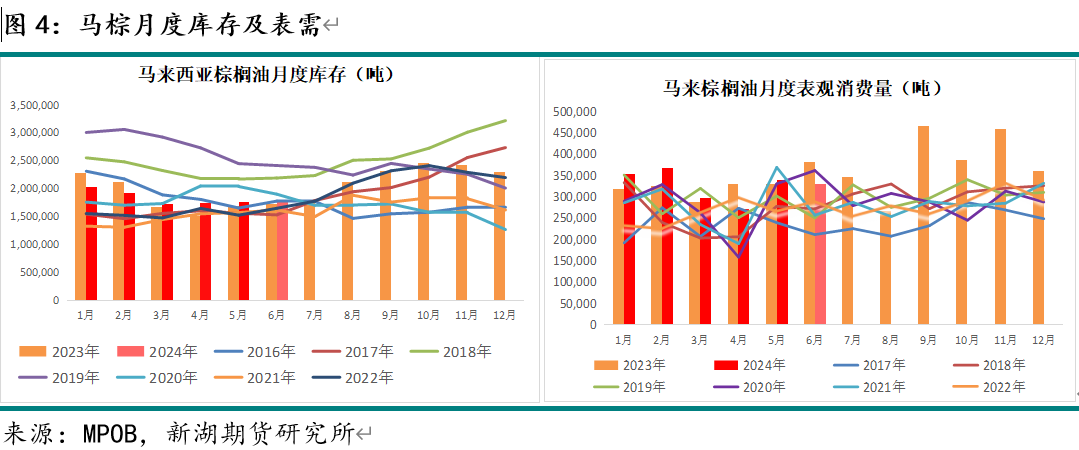 图 4：马棕月度库存及表需
马来西亚棕榈油月度库存（吨）
3,500,000
3,000,000
2,500,000
2,000,000
1,500,000
1,000,000
500,000
0
1月 2月 3月 4月 5月 6月 7月 8月 9月 10月 11月 12月
2023年 2024年 2016年 2017年 2018年
2019年 2020年 2021年 2022年
马来棕榈油月度表观消费量（吨）
500,000
450,000
400,000
350,000
300,000
250,000
200,000
150,000
100,000
50,000
0
1月 2月 3月 4月 5月 6月 7月 8月 9月 10月 11月 12月
2023年 2024年 2017年 2018年
2019年 2020年 2021年 2022年
来源：MPOB，新湖期货研究所